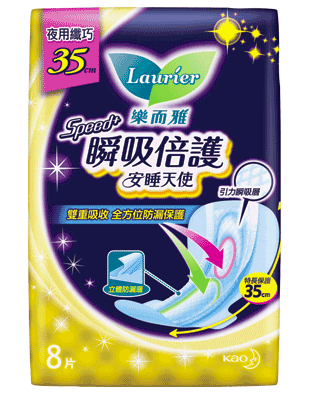 夜用纖巧
35cm
Laurier
樂而雅
Speed+
瞬吸倍護
安睡天使
引力瞬吸層
雙重吸收 全方位防漏保護
立體防漏邊
特長保護
35cm
8片
Kao